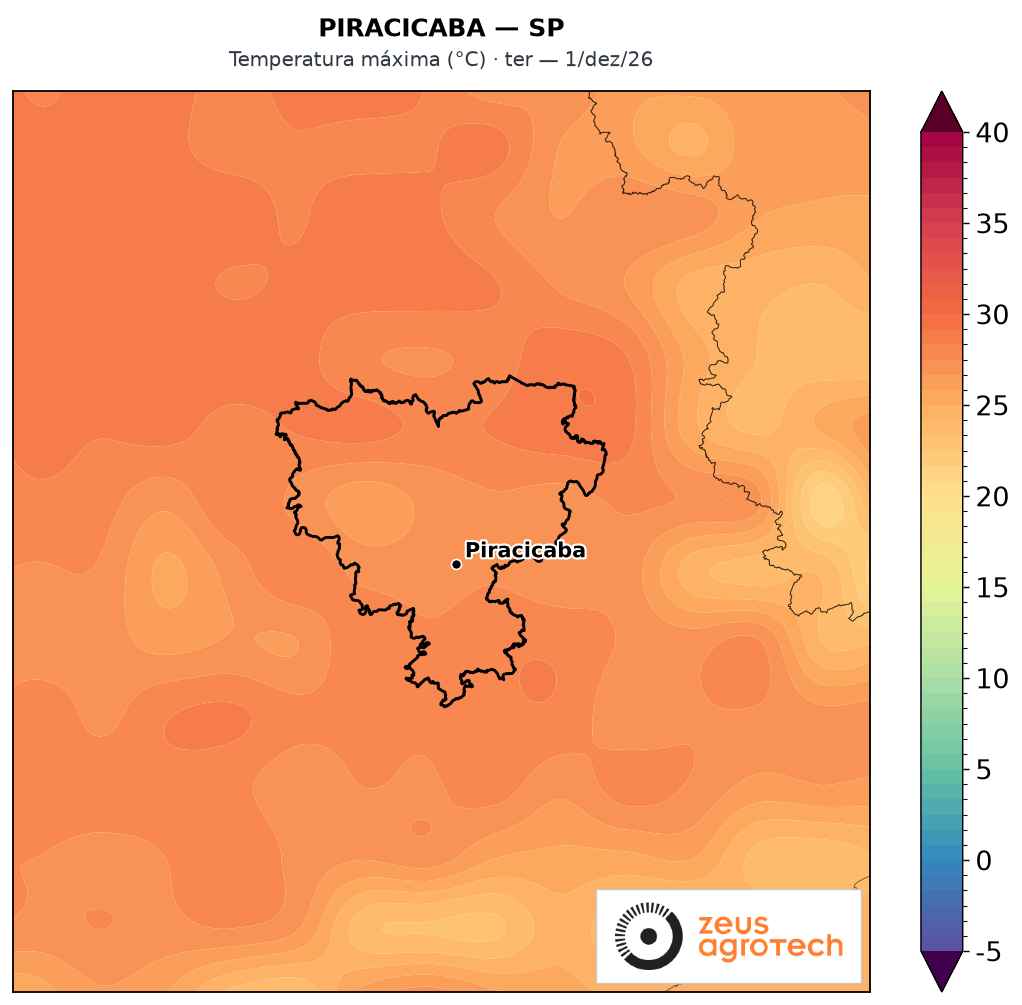 PIRACICABA — SP
Temperatura máxima (°C) · ter — 1/dez/26
40
35
30
25
20
15
10
5
0
-5
Piracicaba
zeus
agrotech